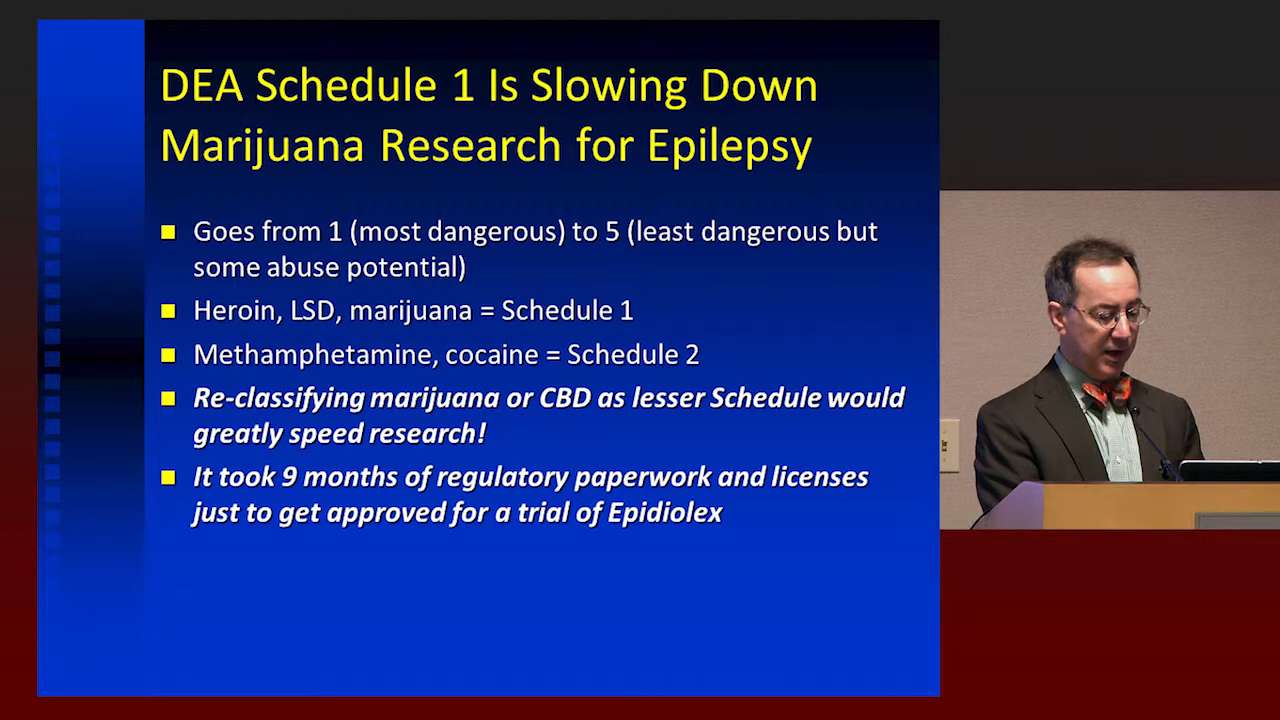 DEA Schedule 1 Is Slowing Down
Marijuana Research for Epilepsy
Goes from 1 (most dangerous) to 5 (least dangerous but
some abuse potential)
Heroin, LSD, marijuana = Schedule 1
Methamphetamine, cocaine = Schedule 2
Re-classifying marijuana or CBD as lesser Schedule would
greatly speed research!
It took 9 months of regulatory paperwork and licenses
just to get approved for a trial of Epidiolex